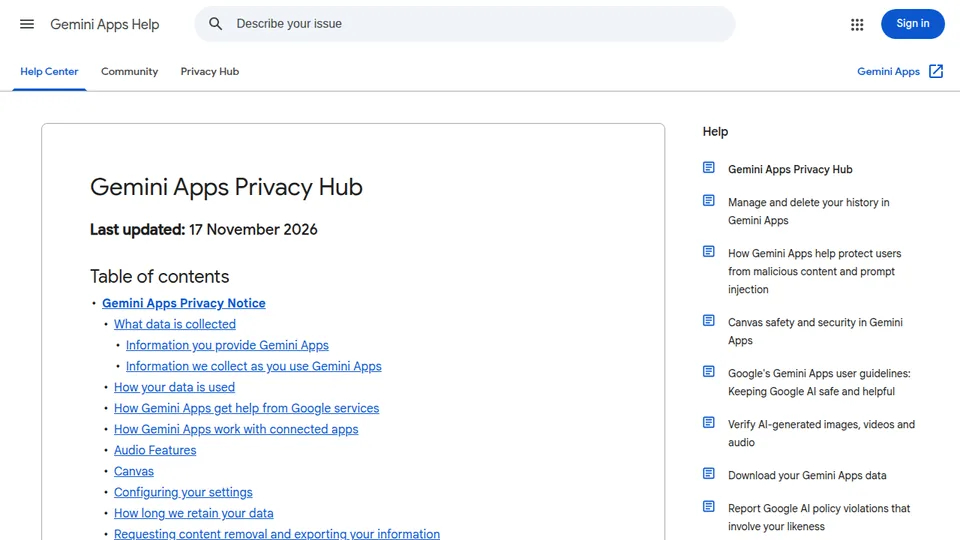 Gemini Apps Help
Describe your issue
Sign in
Help Center
Community
Privacy Hub
Gemini Apps
Gemini Apps Privacy Hub
Last updated: 17 November 2026
Table of contents
• Gemini Apps Privacy Notice
• What data is collected
• Information you provide Gemini Apps
• Information we collect as you use Gemini Apps
• How your data is used
• How Gemini Apps get help from Google services
• How Gemini Apps work with connected apps
• Audio Features
• Canvas
• Configuring your settings
• How long we retain your data
• Requesting content removal and exporting your information
Help
Gemini Apps Privacy Hub
Manage and delete your history in
Gemini Apps
How Gemini Apps help protect users
from malicious content and prompt
injection
Canvas safety and security in Gemini
Apps
Google's Gemini Apps user guidelines:
Keeping Google AI safe and helpful
Verify AI-generated images, videos and
audio
Download your Gemini Apps data
Report Google AI policy violations that
involve your likeness